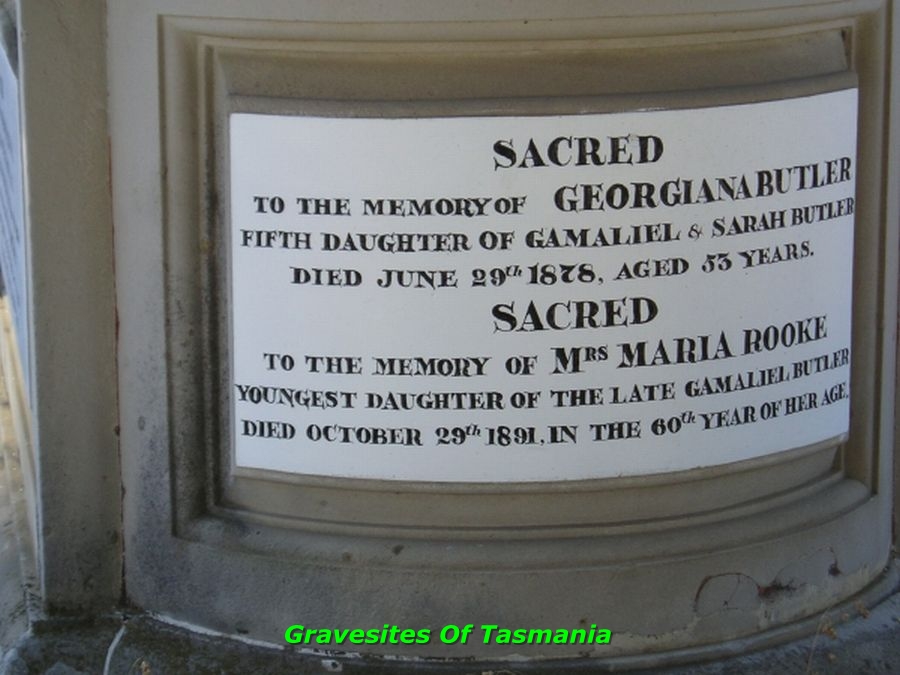 SACRED
TO THE MEMORY OF GEORGIANA BUTLER
FIFTH DAUGHTER OF GAMALIEL & SARAH BUTLER
DIED JUNE 29th 1878, AGED 53 YEARS.
SACRED
TO THE MEMORY OF MRS MARIA ROOKE
YOUNGEST DAUGHTER OF THE LATE GAMALIEL BUTLER
DIED OCTOBER 29th 1891, IN THE 60th YEAR OF HER AGE.
Gravesites Of Tasmania